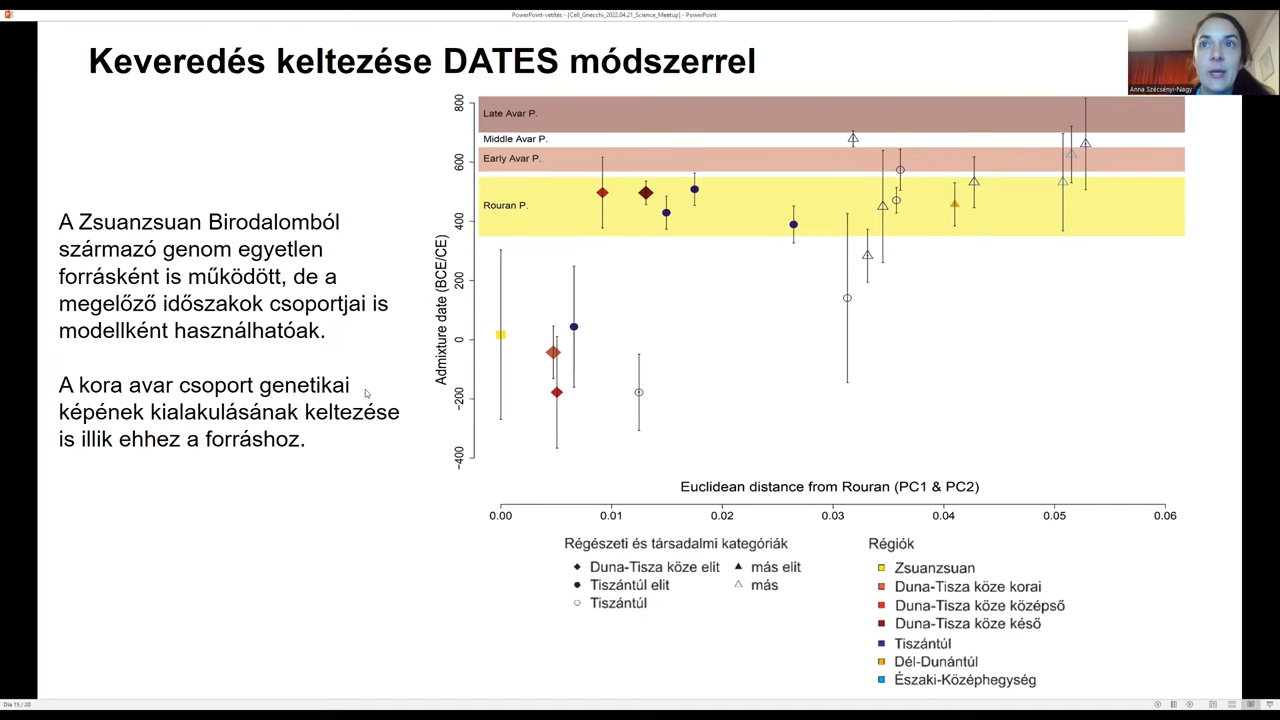 PowerPoint-vetítés - [Cell_Gnecchi_2022.04.21_Science_Meetup] - PowerPoint
Keveredés keltezése DATES módszerrel
Anna Szécsényi-Nagy
A Zsuanzsuan Birodalomból
származó genom egyetlen
forrásként is működött, de a
megelőző időszakok csoportjai is
modellként használhatóak.
A kora avar csoport genetikai
képének kialakulásának keltezése
is illik ehhez a forráshoz.
Admixture date (BCE/CE)
800
600
400
200
0
−200
−400
Late Avar P.
Middle Avar P.
Early Avar P.
Rouran P.
Euclidean distance from Rouran (PC1 & PC2)
0.00 0.01 0.02 0.03 0.04 0.05 0.06
Régészeti és társadalmi kategóriák
Duna-Tisza köze elit
Tiszántúl elit
Tiszántúl
más elit
más
Régiók
Zsuanzsuan
Duna-Tisza köze korai
Duna-Tisza köze középső
Duna-Tisza köze késő
Tiszántúl
Dél-Dunántúl
Északi-Középhegység
Dia 15 / 20